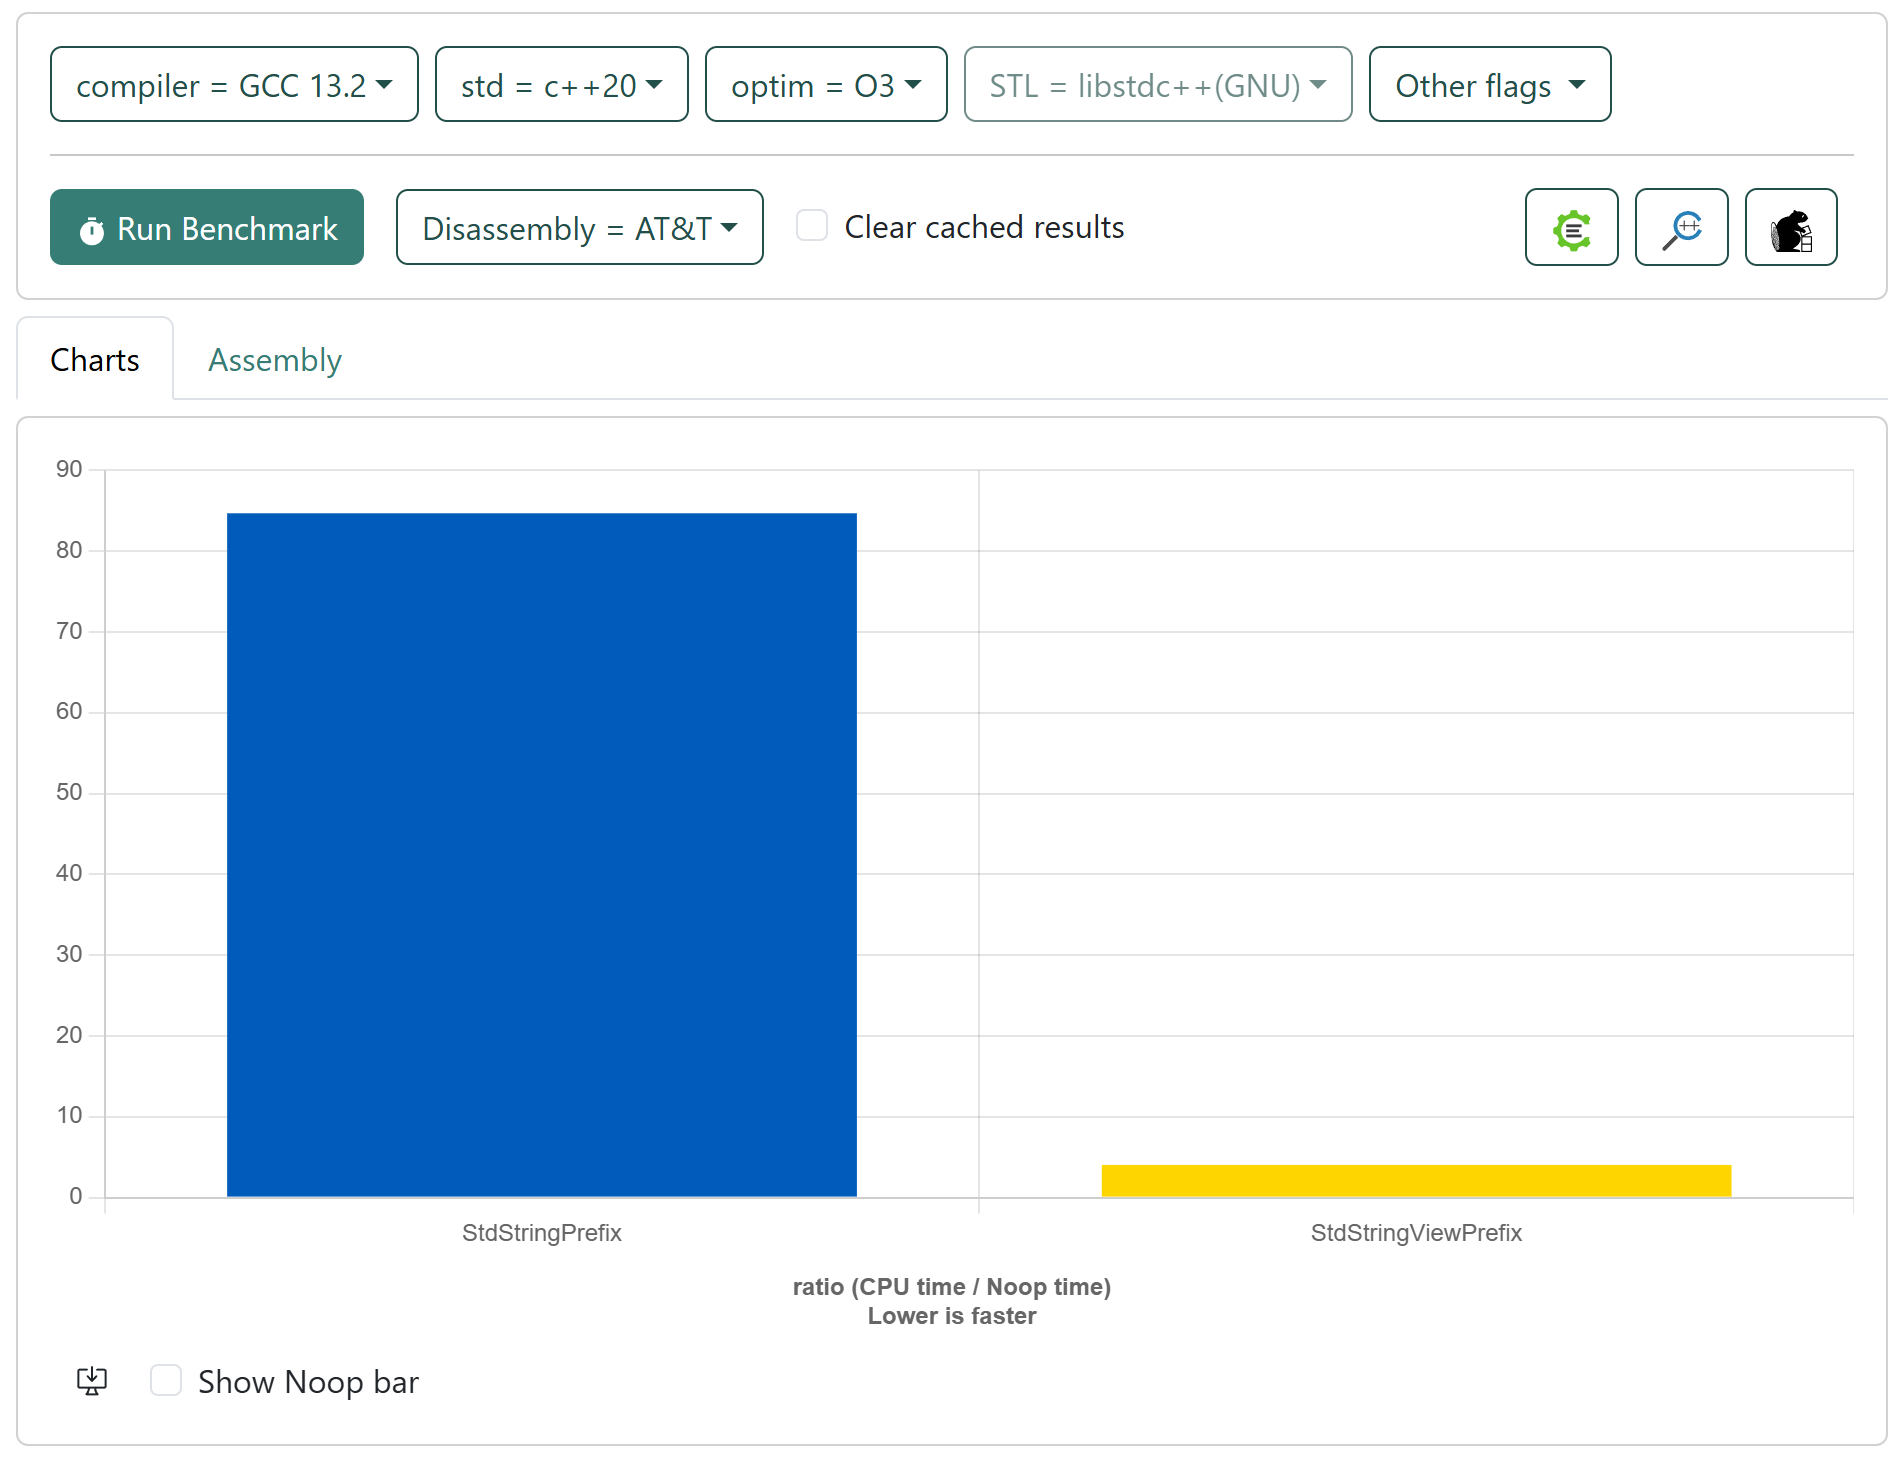 compiler = GCC 13.2
std = c++20
optim = O3
STL = libstdc++(GNU)
Other flags
Run Benchmark
Disassembly = AT&T
Clear cached results
Charts
Assembly
90
80
70
60
50
40
30
20
10
0
StdStringPrefix
StdStringViewPrefix
ratio (CPU time / Noop time)
Lower is faster
Show Noop bar